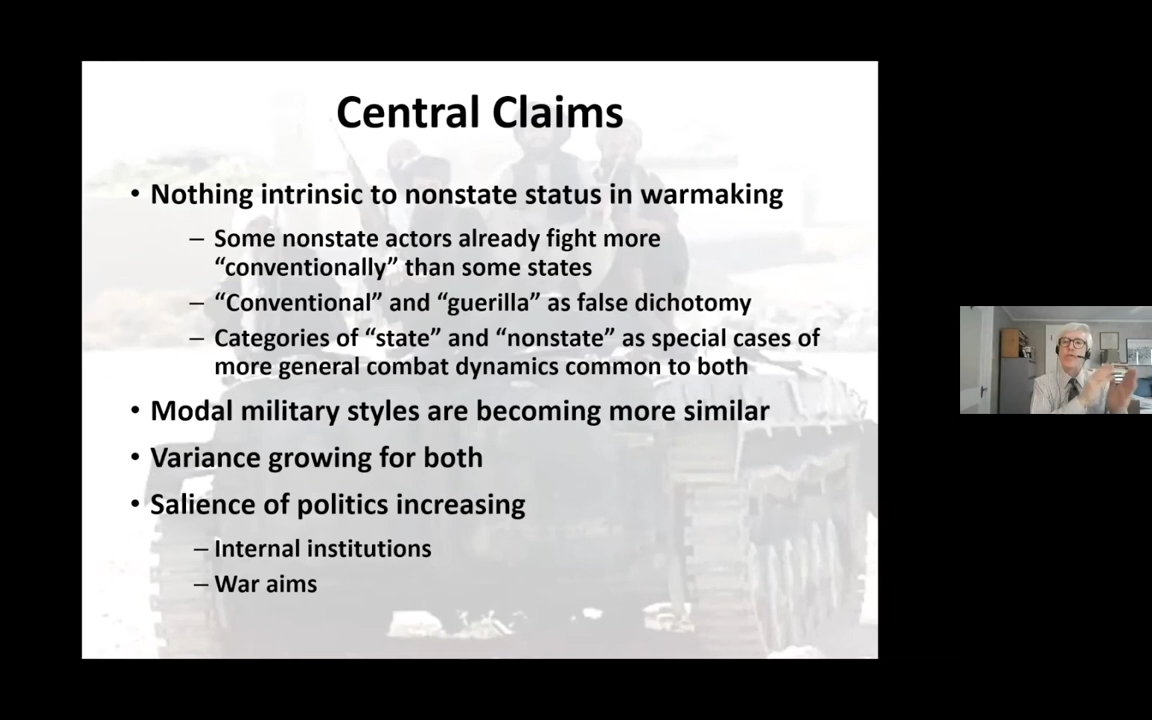 Central Claims
• Nothing intrinsic to nonstate status in warmaking
– Some nonstate actors already fight more
“conventionally” than some states
– “Conventional” and “guerilla” as false dichotomy
– Categories of “state” and “nonstate” as special cases of
more general combat dynamics common to both
• Modal military styles are becoming more similar
• Variance growing for both
• Salience of politics increasing
– Internal institutions
– War aims